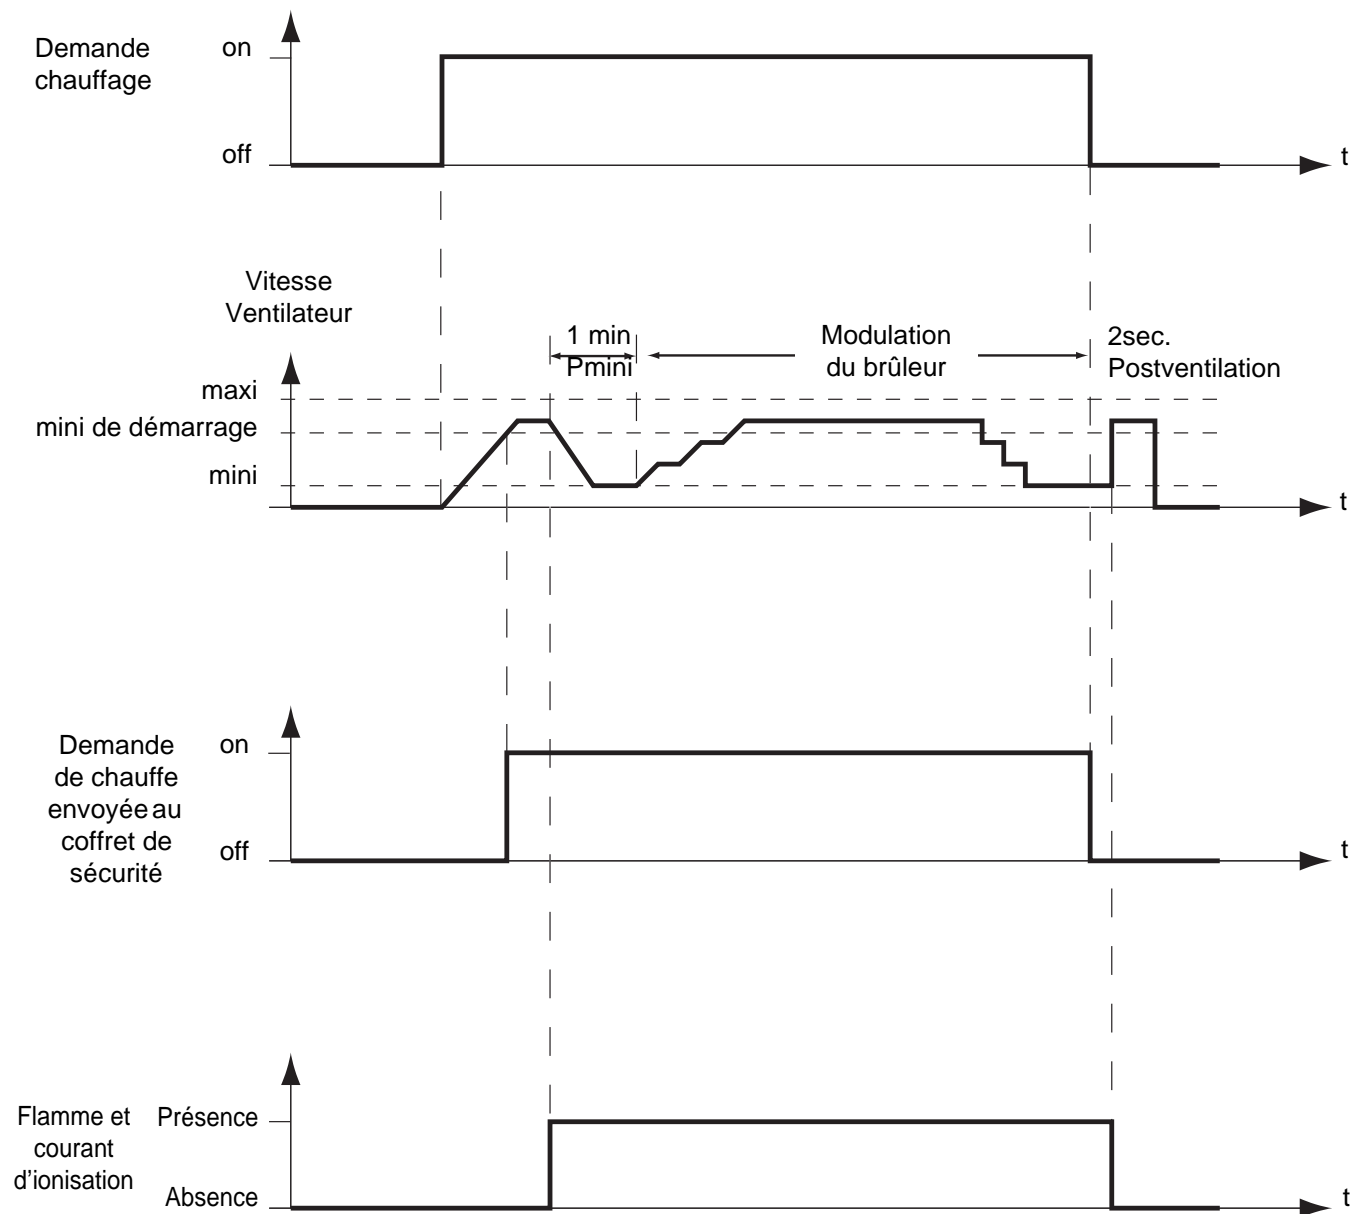 Demande
chauffage
on
off
t
Vitesse
Ventilateur
1 min
Pmini
Modulation
du brûleur
2sec.
Postventilation
maxi
mini de démarrage
mini
t
Demande
de chauffe
envoyée au
coffret de
sécurité
on
off
t
Flamme et
courant
d'ionisation
Présence
Absence
t